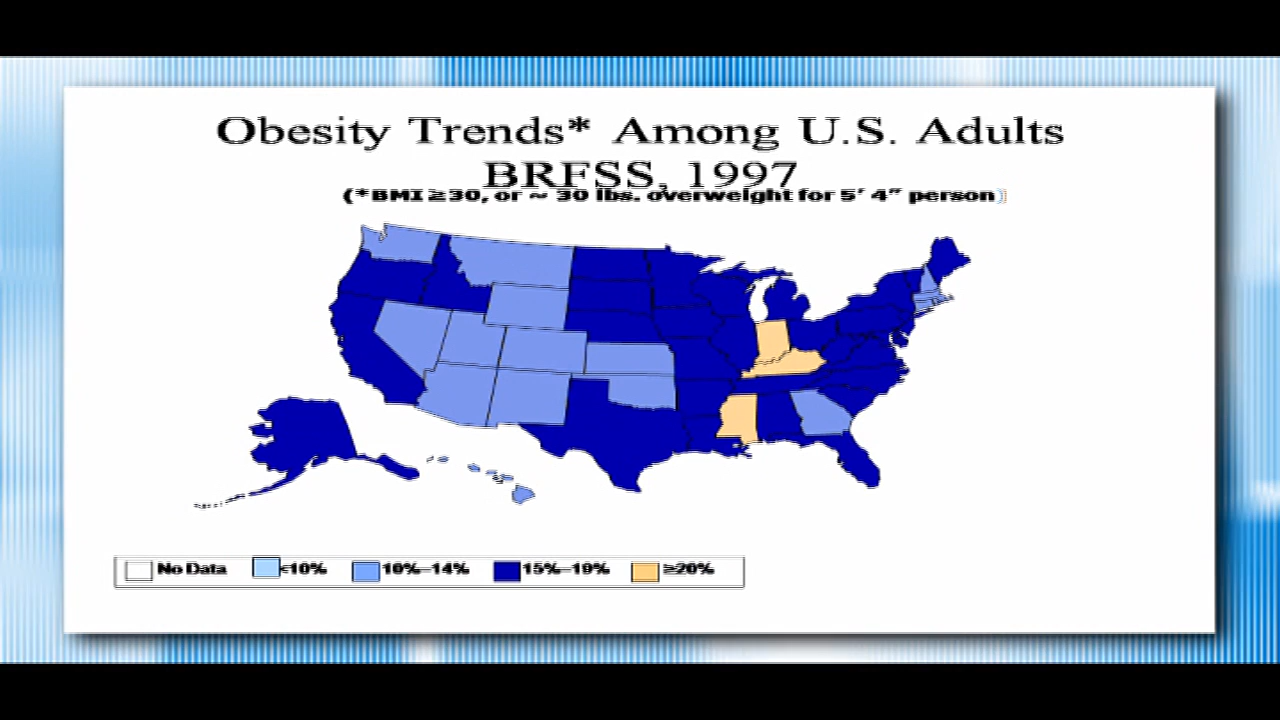 Obesity Trends* Among U.S. Adults
BRFSS, 1997
(*BMI ≥30, or ~ 30 lbs. overweight for 5’ 4” person)
No Data <10% 10%–14% 15%–19% ≥20%